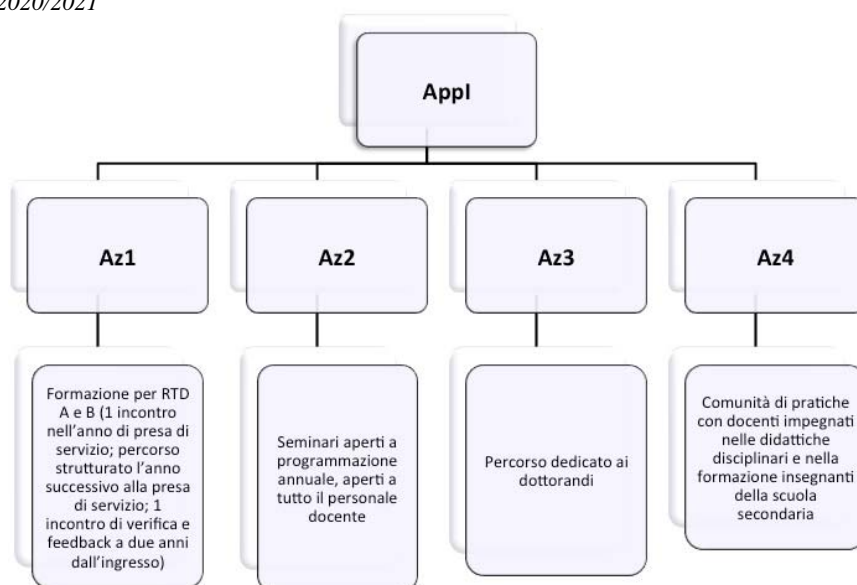 2020/2021
AppI
Az1
Az2
Az3
Az4
Formazione per RTD
A e B (1 incontro
nell'anno di presa di
servizio; percorso
strutturato l'anno
successivo alla presa
di servizio; 1
incontro di verifica e
feedback a due anni
dall'ingresso)
Seminari aperti a
programmazione
annuale, aperti a
tutto il personale
docente
Percorso dedicato ai
dottorandi
Comunità di pratiche
con docenti impegnati
nelle didattiche
disciplinari e nella
formazione insegnanti
della scuola
secondaria